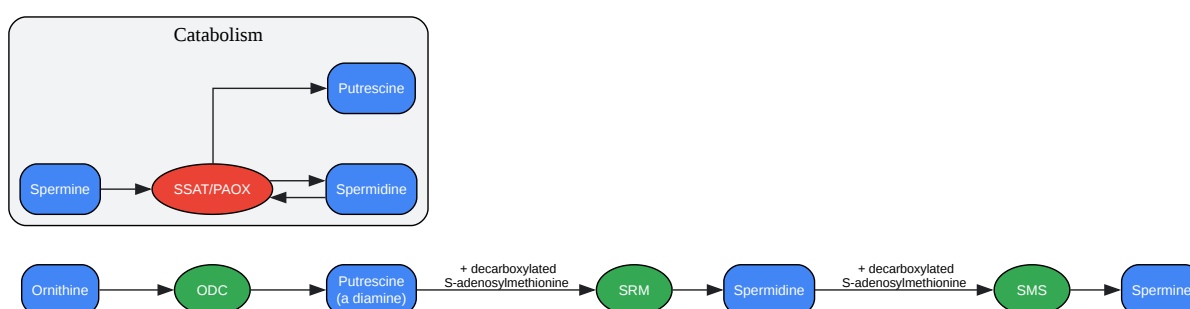 Catabolism
Putrescine
Spermine
SSAT/PAOX
Spermidine
Ornithine
ODC
Putrescine
(a diamine)
+ decarboxylated
S-adenosylmethionine
SRM
Spermidine
+ decarboxylated
S-adenosylmethionine
SMS
Spermine